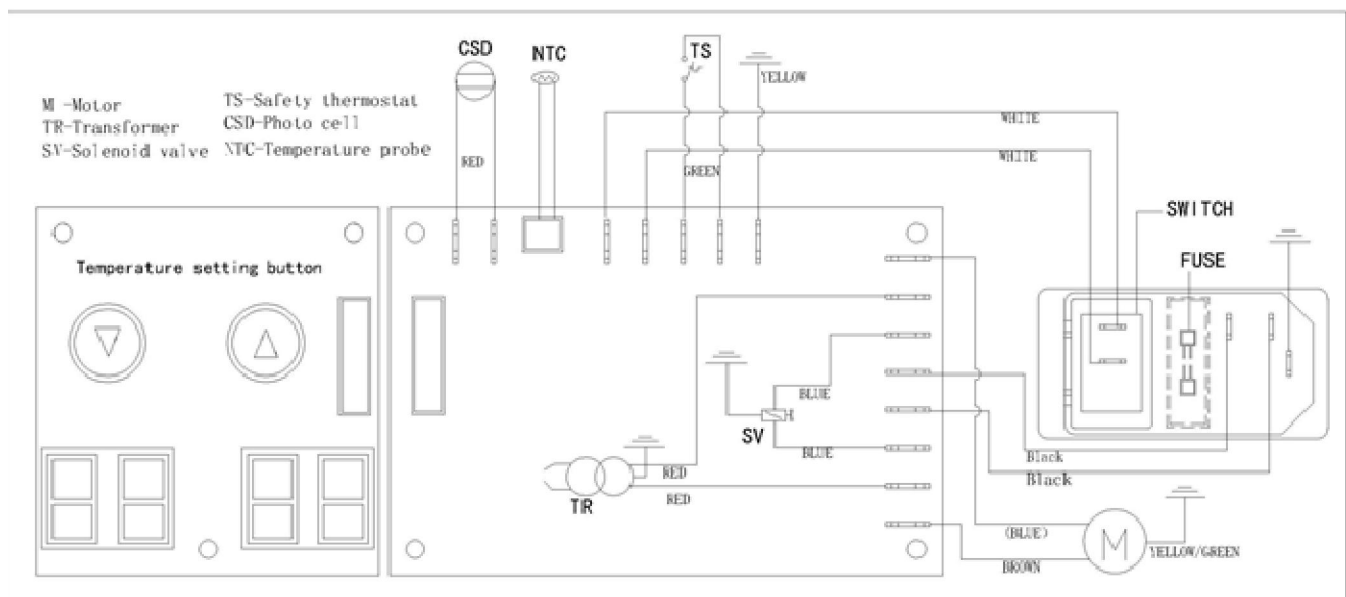 CSD
NTC
TS
YELLOW
M -Motor
TS-Safety thermostat
TR-Transformer
CSD-Photo cell
SV-Solenoid valve
NTC-Temperature probe
WHITE
RED
GREEN
WHITE
SWITCH
FUSE
Temperature setting button
BLUE
SV
BLUE
Black
Black
RED
RED
TR
(BLUE)
M
YELLOW/GREEN
BROWN